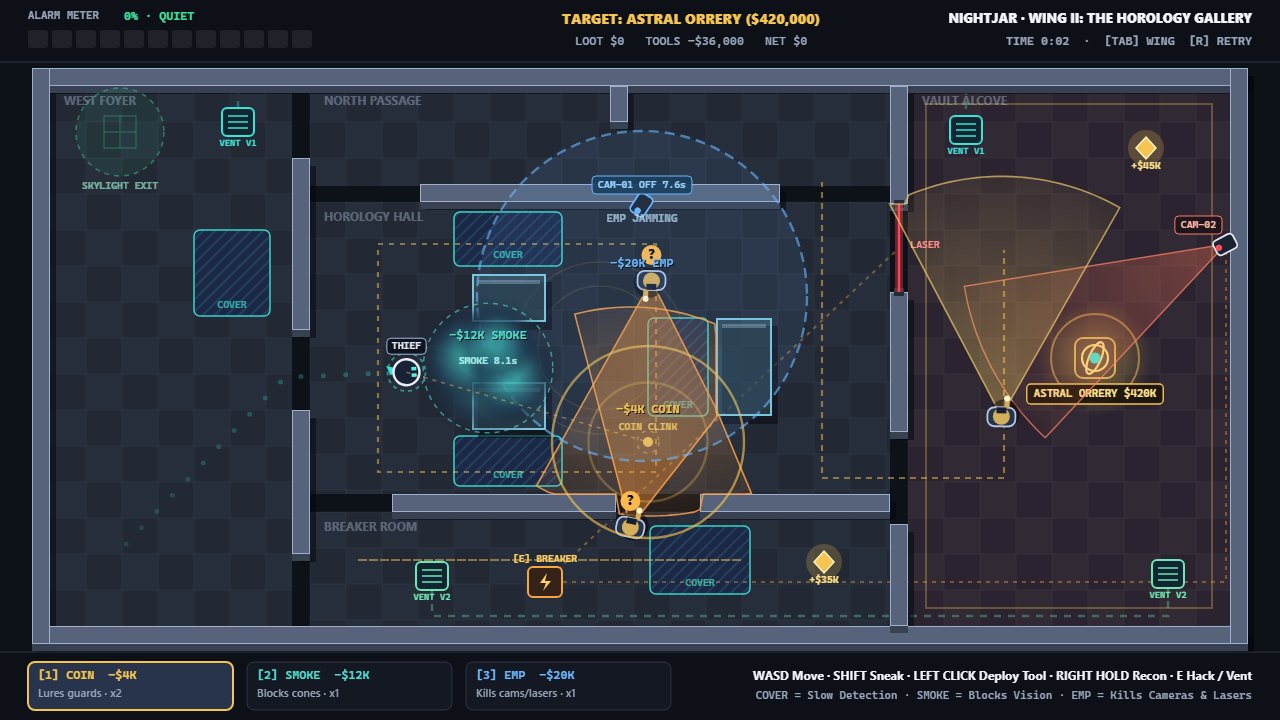 ALARM METER 0% · QUIET
TARGET: ASTRAL ORRERY ($420,000)
LOOT $0 TOOLS −$36,000 NET $0
NIGHTJAR · WING II: THE HOROLOGY GALLERY
TIME 0:02 · [TAB] WING [R] RETRY
WEST FOYER
NORTH PASSAGE
VAULT ALCOVE
VENT V1
VENT V1
+$45K
SKYLIGHT EXIT
CAM-01 OFF 7.6s
HOROLOGY HALL
EMP JAMMING
CAM-02
LASER
COVER
?
−$20K EMP
COVER
−$12K SMOKE
THIEF
SMOKE 8.1s
ASTRAL ORRERY $420K
COVER
−$4K COIN
COIN CLINK
COVER
?
BREAKER ROOM
[E] BREAKER
+$35K
COVER
VENT V2
VENT V2
[1] COIN −$4K
Lures guards · x2
[2] SMOKE −$12K
Blocks cones · x1
[3] EMP −$20K
Kills cams/lasers · x1
WASD Move · SHIFT Sneak · LEFT CLICK Deploy Tool · RIGHT HOLD Recon · E Hack / Vent
COVER = Slow Detection · SMOKE = Blocks Vision · EMP = Kills Cameras & Lasers